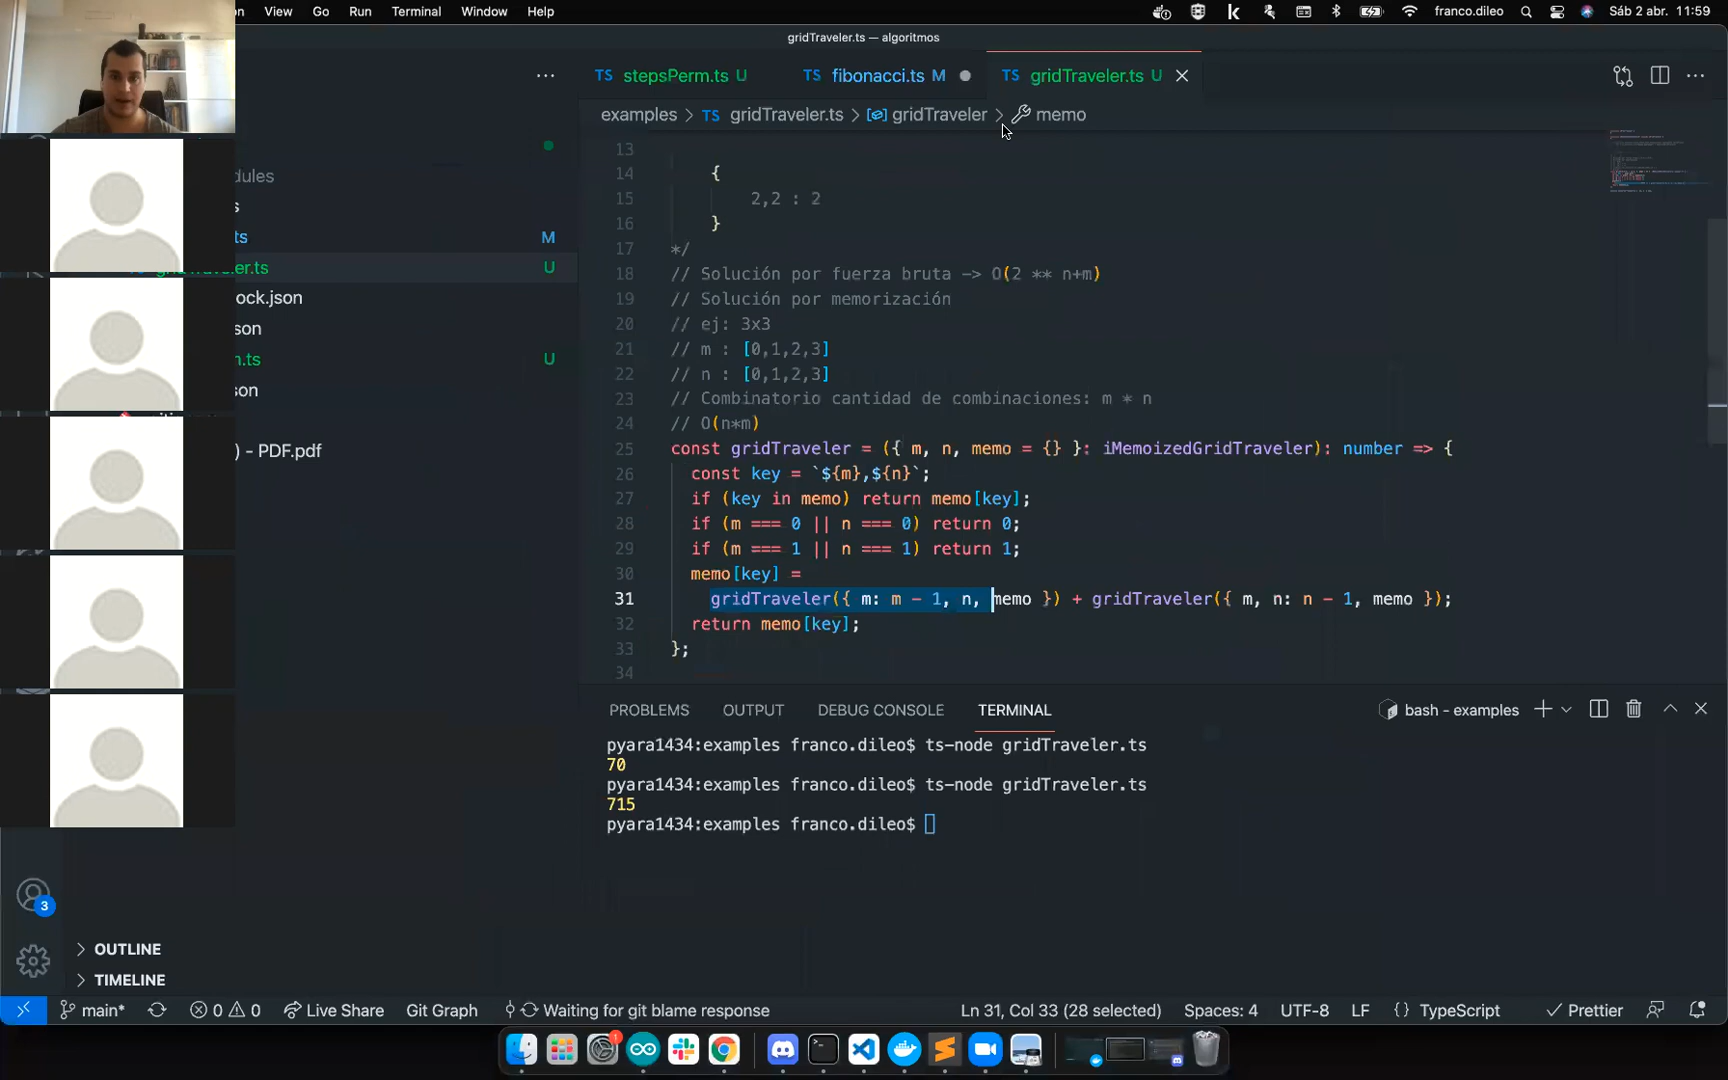 View Go Run Terminal Window Help franco.dileo Sáb 2 abr. 11:59
gridTraveler.ts — algoritmos
TS stepsPerm.ts U TS fibonacci.ts M TS gridTraveler.ts U
examples > TS gridTraveler.ts > gridTraveler > memo
dules
s
ts M
er.ts U
ock.json
son
n.ts U
son
) - PDF.pdf
13
14 {
15 2,2 : 2
16 }
17 */
18 // Solución por fuerza bruta -> O(2 ** n+m)
19 // Solución por memorización
20 // ej: 3x3
21 // m : [0,1,2,3]
22 // n : [0,1,2,3]
23 // Combinatorio cantidad de combinaciones: m * n
24 // O(n*m)
25 const gridTraveler = ({ m, n, memo = {} }: iMemoizedGridTraveler): number => {
26 const key = `${m},${n}`;
27 if (key in memo) return memo[key];
28 if (m === 0 || n === 0) return 0;
29 if (m === 1 || n === 1) return 1;
30 memo[key] =
31 gridTraveler({ m: m - 1, n, memo }) + gridTraveler({ m, n: n - 1, memo });
32 return memo[key];
33 };
34
PROBLEMS OUTPUT DEBUG CONSOLE TERMINAL bash - examples
pyara1434:examples franco.dileo$ ts-node gridTraveler.ts
70
pyara1434:examples franco.dileo$ ts-node gridTraveler.ts
715
pyara1434:examples franco.dileo$
3
OUTLINE
TIMELINE
main* 0 0 Live Share Git Graph Waiting for git blame response Ln 31, Col 33 (28 selected) Spaces: 4 UTF-8 LF {} TypeScript Prettier